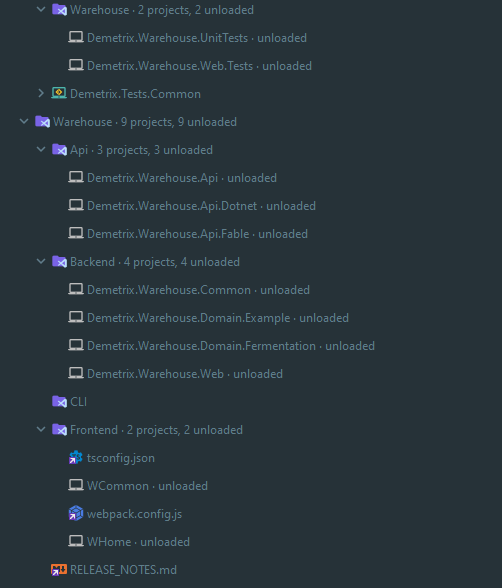 Warehouse · 2 projects, 2 unloaded
Demetrix.Warehouse.UnitTests · unloaded
Demetrix.Warehouse.Web.Tests · unloaded
Demetrix.Tests.Common
Warehouse · 9 projects, 9 unloaded
Api · 3 projects, 3 unloaded
Demetrix.Warehouse.Api · unloaded
Demetrix.Warehouse.Api.Dotnet · unloaded
Demetrix.Warehouse.Api.Fable · unloaded
Backend · 4 projects, 4 unloaded
Demetrix.Warehouse.Common · unloaded
Demetrix.Warehouse.Domain.Example · unloaded
Demetrix.Warehouse.Domain.Fermentation · unloaded
Demetrix.Warehouse.Web · unloaded
CLI
Frontend · 2 projects, 2 unloaded
tsconfig.json
WCommon · unloaded
webpack.config.js
WHome · unloaded
RELEASE_NOTES.md